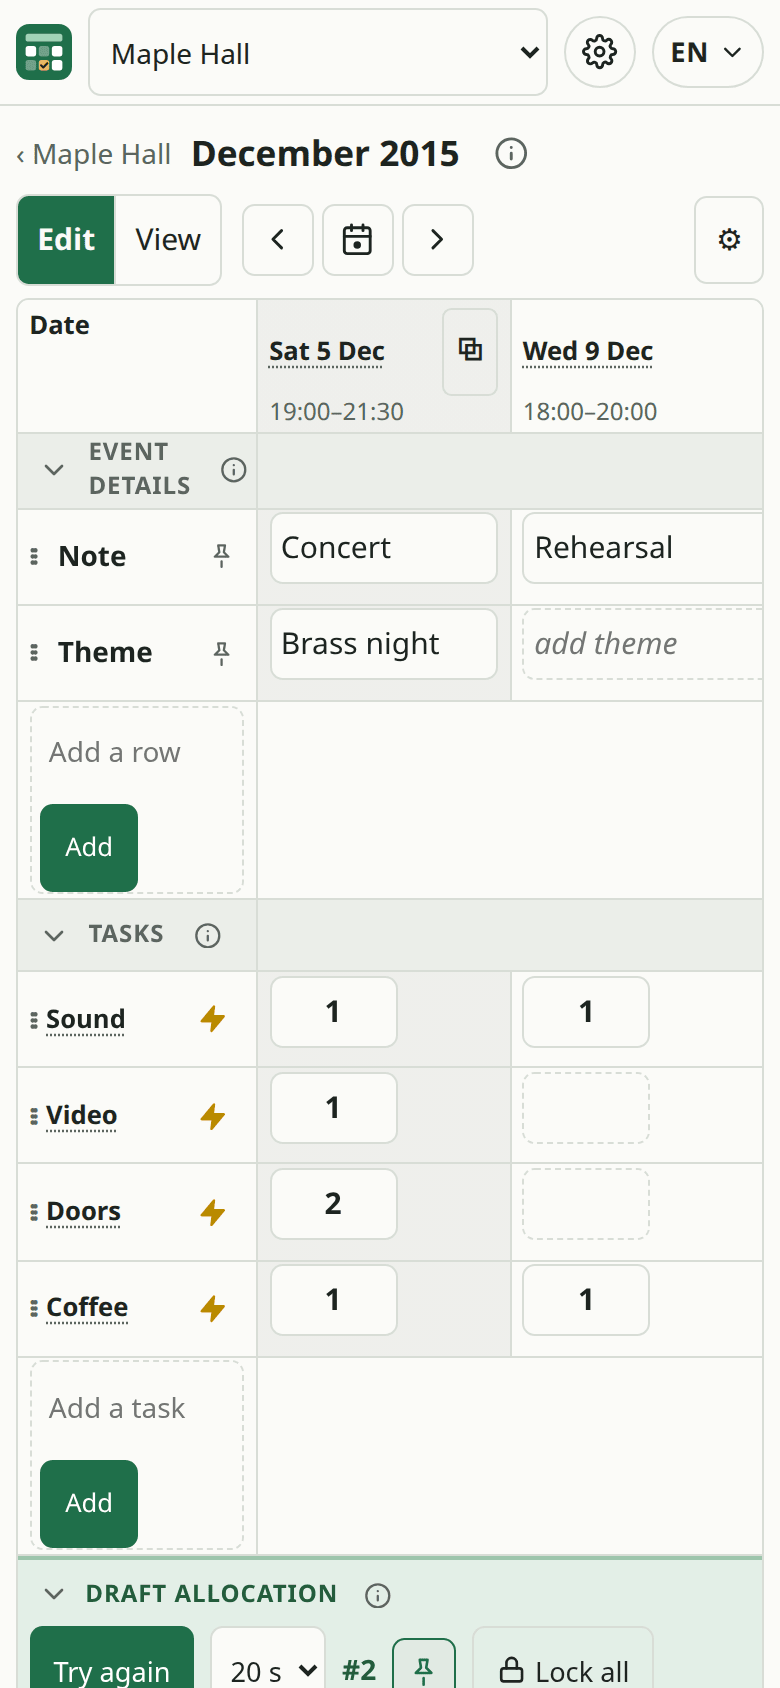 Maple Hall
EN
‹ Maple Hall December 2015
Edit View
Date
Sat 5 Dec
19:00–21:30
Wed 9 Dec
18:00–20:00
EVENT DETAILS
Note Concert Rehearsal
Theme Brass night add theme
Add a row
Add
TASKS
Sound 1 1
Video 1
Doors 2
Coffee 1 1
Add a task
Add
DRAFT ALLOCATION
Try again 20 s #2 Lock all